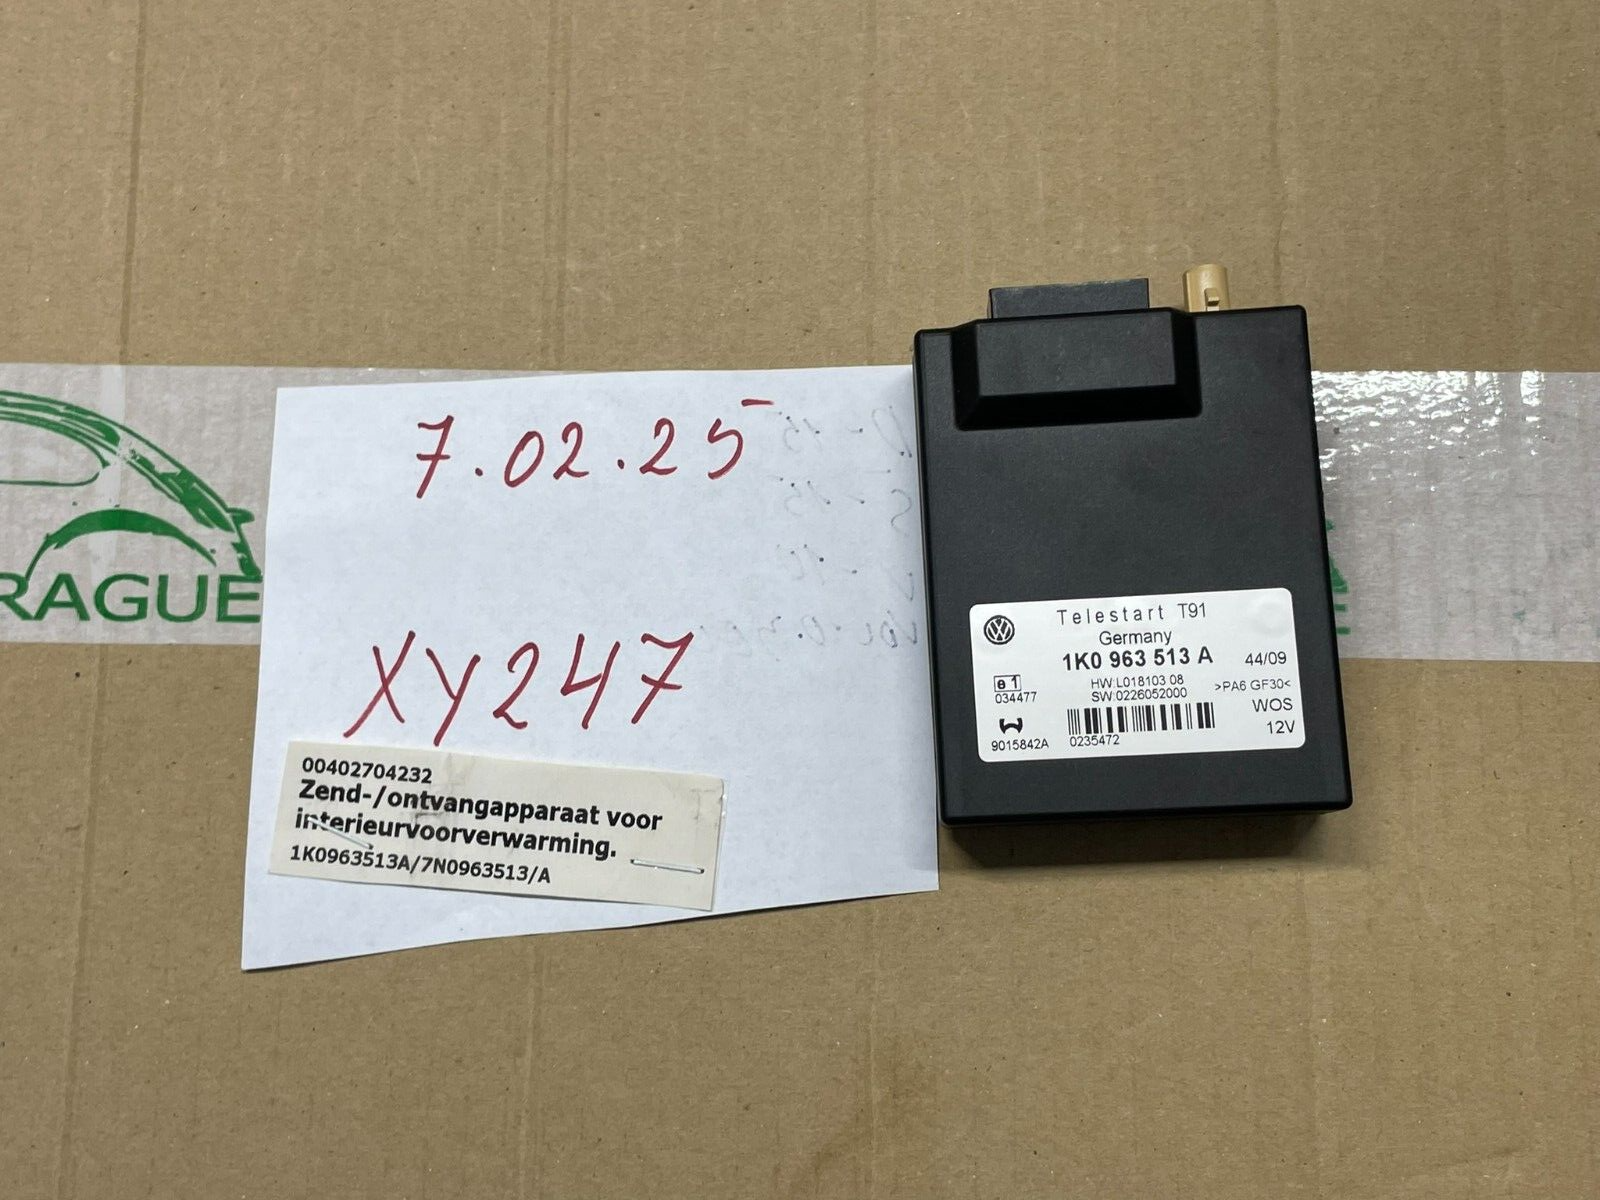 7.02.25
XY247
00402704232
Zend-/ontvangapparaat voor
interieurvoorverwarming.
1K0963513A/7N0963513/A
RAGUE
Telestart T91
Germany
1K0 963 513 A 44/09
HW:L018103 08
SW:0226052000
>PA6 GF30<
e1
034477
WOS
12V
9015842A
0235472